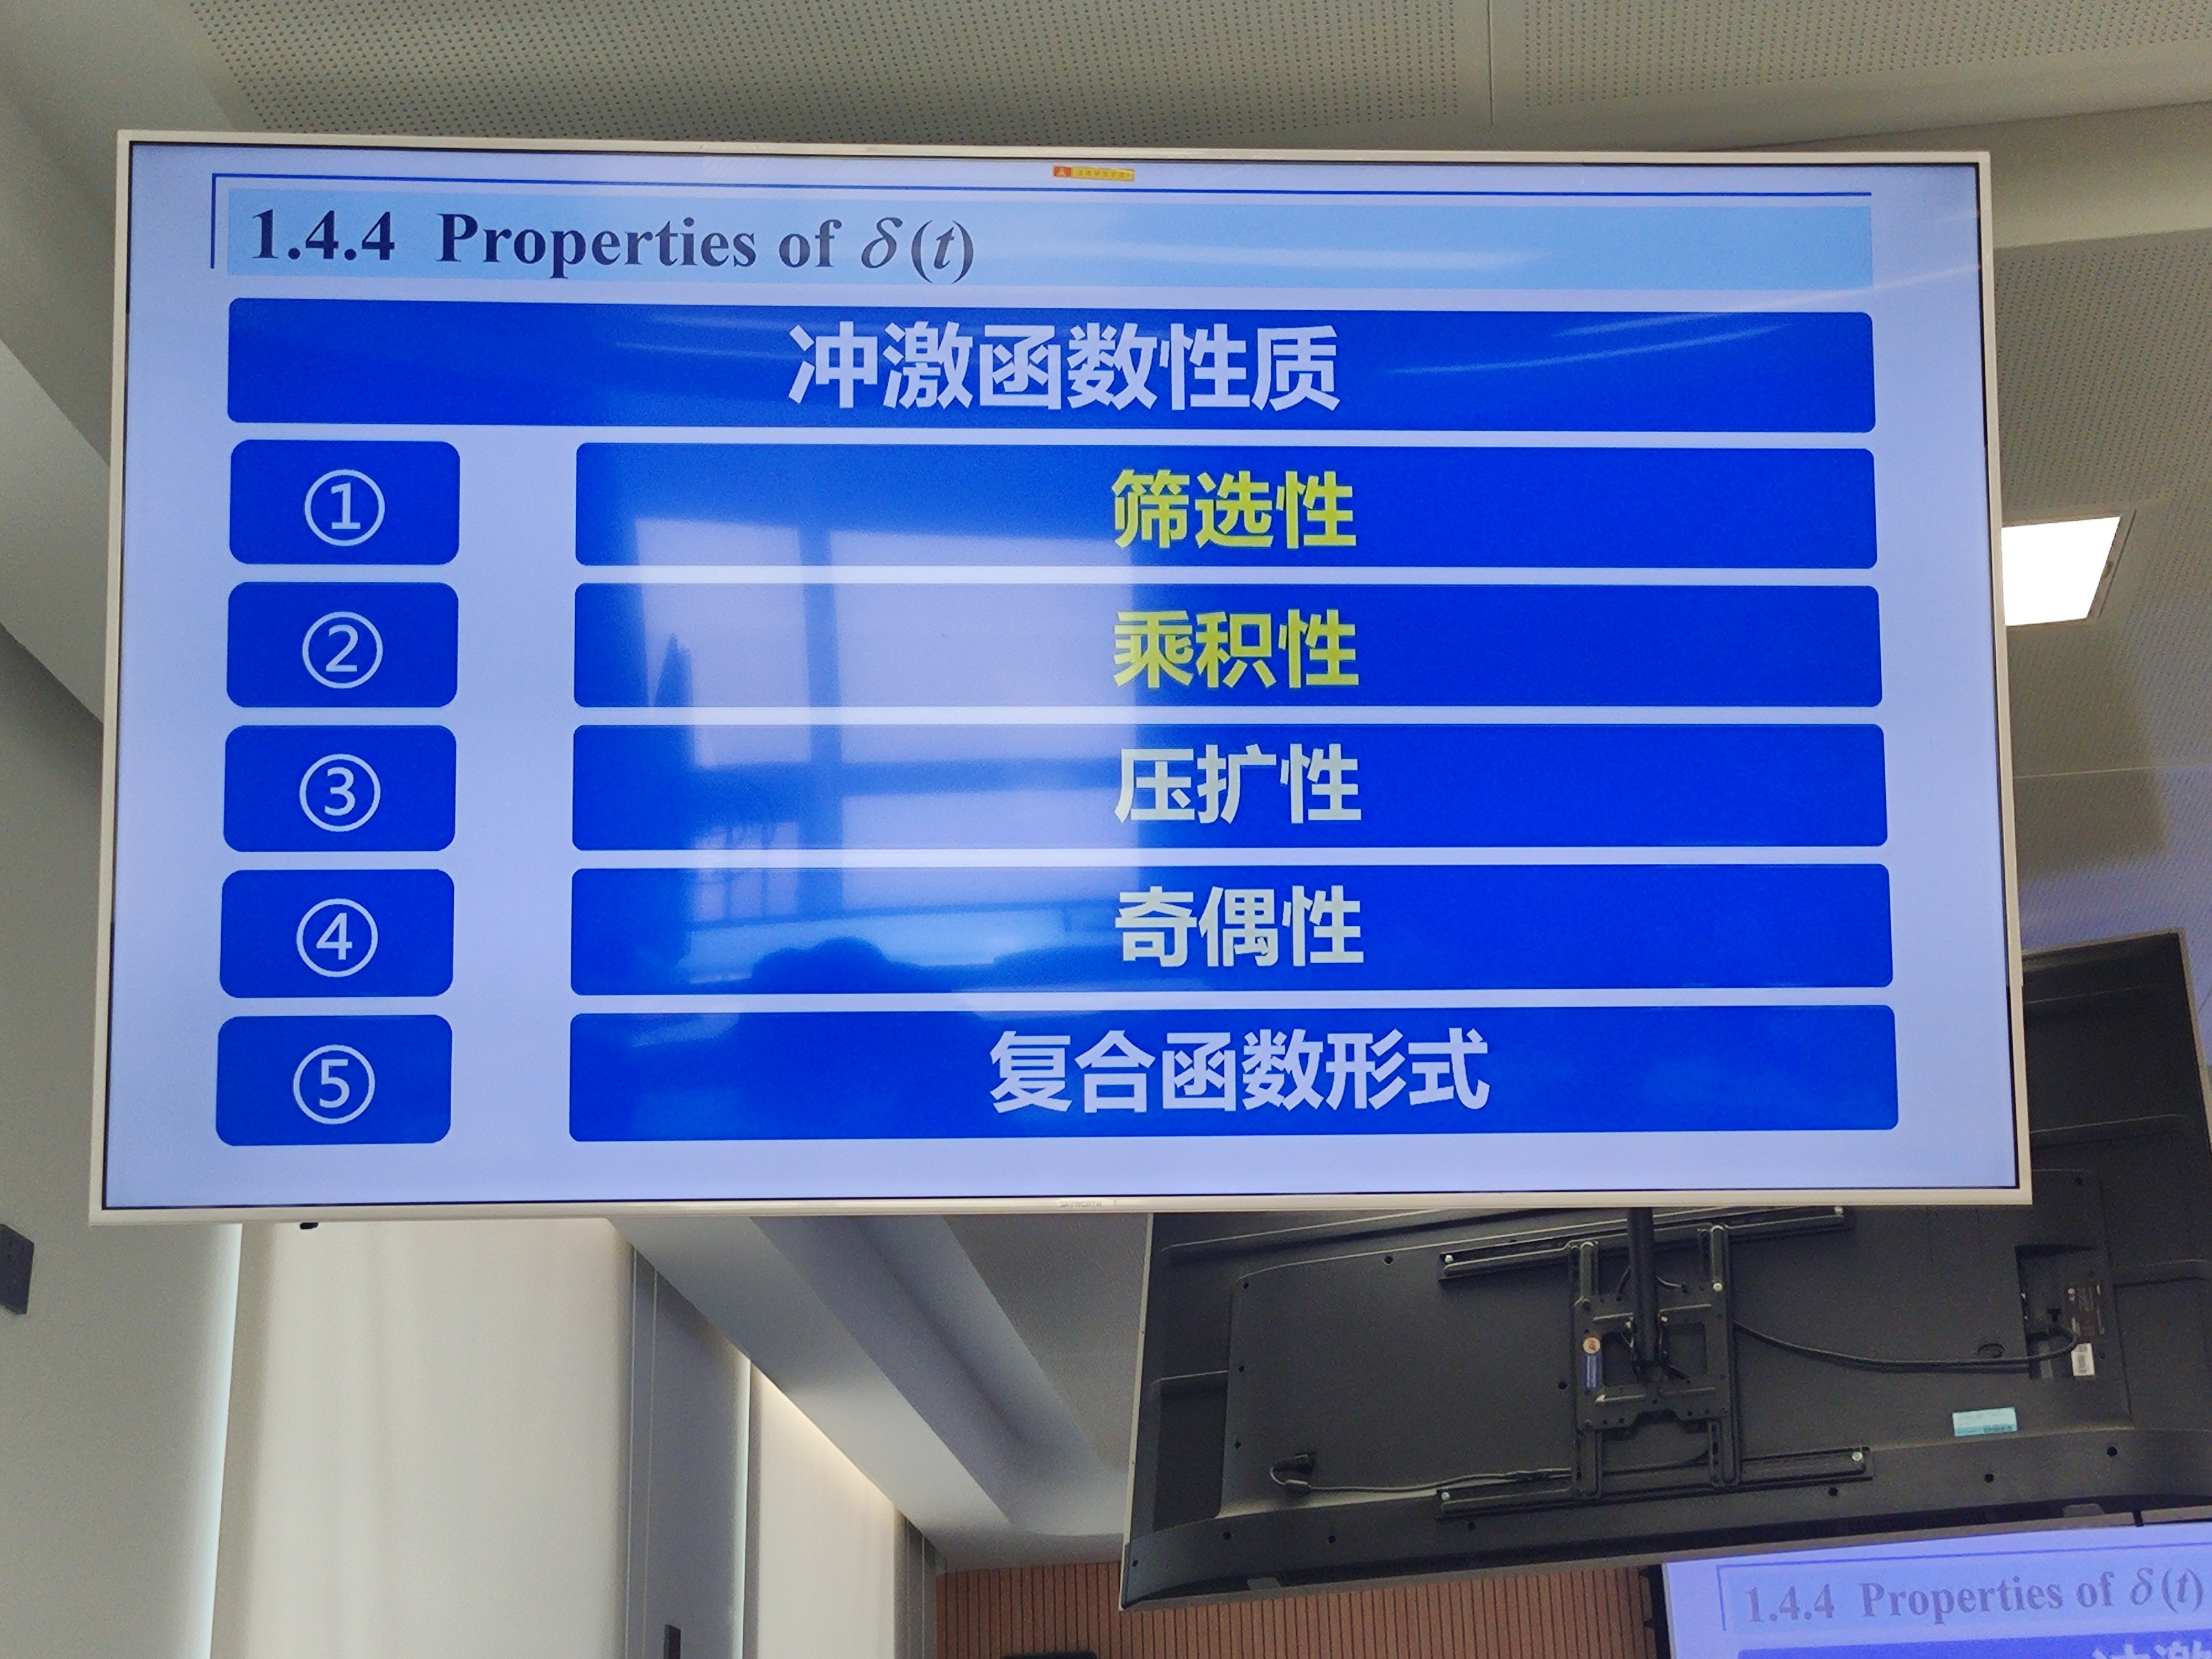 1.4.4 Properties of δ(t)
冲激函数性质
① 筛选性
② 乘积性
③ 压扩性
④ 奇偶性
⑤ 复合函数形式
1.4.4 Properties of δ(t)
冲激